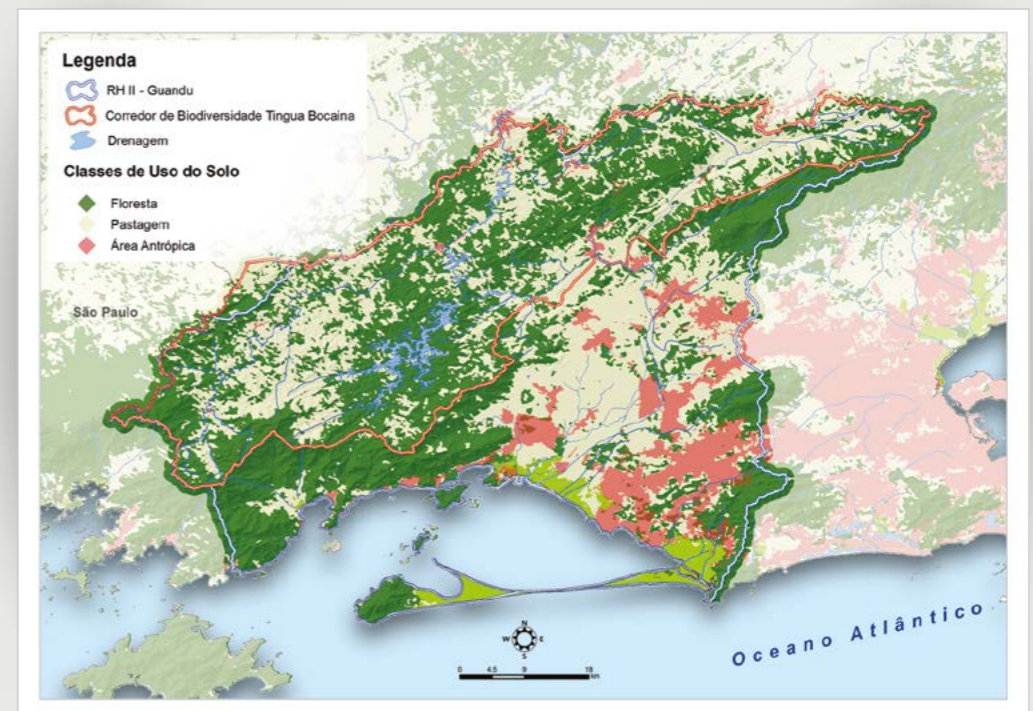 Legenda
RH II - Guandu
Corredor de Biodiversidade Tingua Bocaina
Drenagem
Classes de Uso do Solo
Floresta
Pastagem
Área Antrópica
São Paulo
Oceano Atlântico
N
W E
S
0 4,5 9 18
km